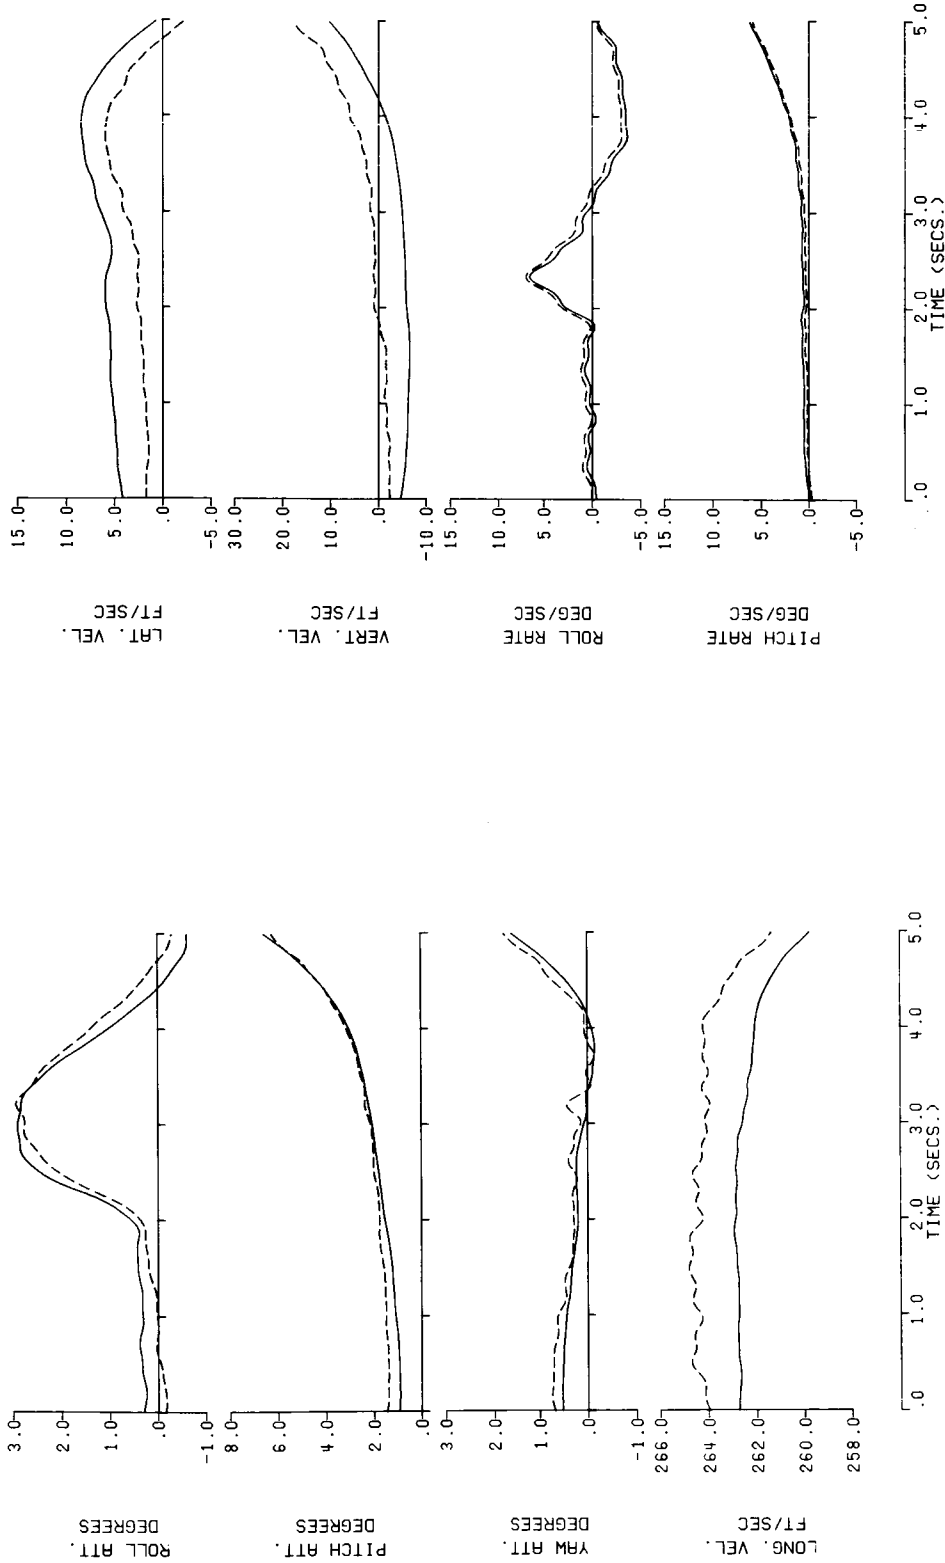 LAT. VEL.
FT/SEC
15.0
10.0
5.0
.0
-5.0
VERT. VEL.
FT/SEC
30.0
20.0
10.0
.0
-10.0
ROLL RATE
DEG/SEC
15.0
10.0
5.0
.0
-5.0
PITCH RATE
DEG/SEC
15.0
10.0
5.0
.0
-5.0
.0
1.0
2.0
3.0
4.0
5.0
TIME (SECS.)
ROLL ATT.
DEGREES
3.0
2.0
1.0
.0
-1.0
PITCH ATT.
DEGREES
8.0
6.0
4.0
2.0
.0
YAW ATT.
DEGREES
3.0
2.0
1.0
.0
-1.0
LONG. VEL.
FT/SEC
266.0
264.0
262.0
260.0
258.0
.0
1.0
2.0
3.0
4.0
5.0
TIME (SECS.)